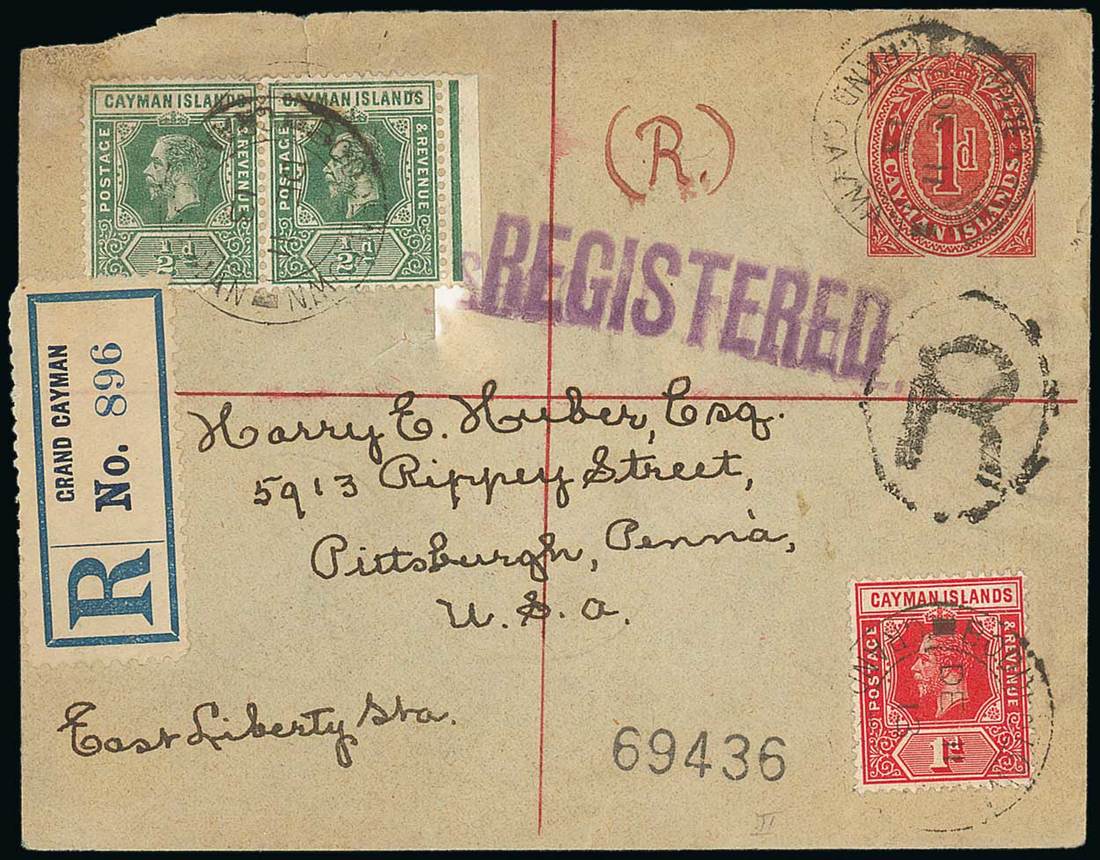 CAYMAN ISLANDS
POSTAGE & REVENUE
½d
CAYMAN ISLANDS
POSTAGE & REVENUE
½d
(R.)
1d
CAYMAN ISLANDS
REGISTERED.
R
GRAND CAYMAN
R No. 896
Harry E. Huber, Esq.
5913 Rippey Street,
Pittsburgh, Penn'a,
U. S. a.
East Liberty Sta.
69436
CAYMAN ISLANDS
POSTAGE & REVENUE
1d